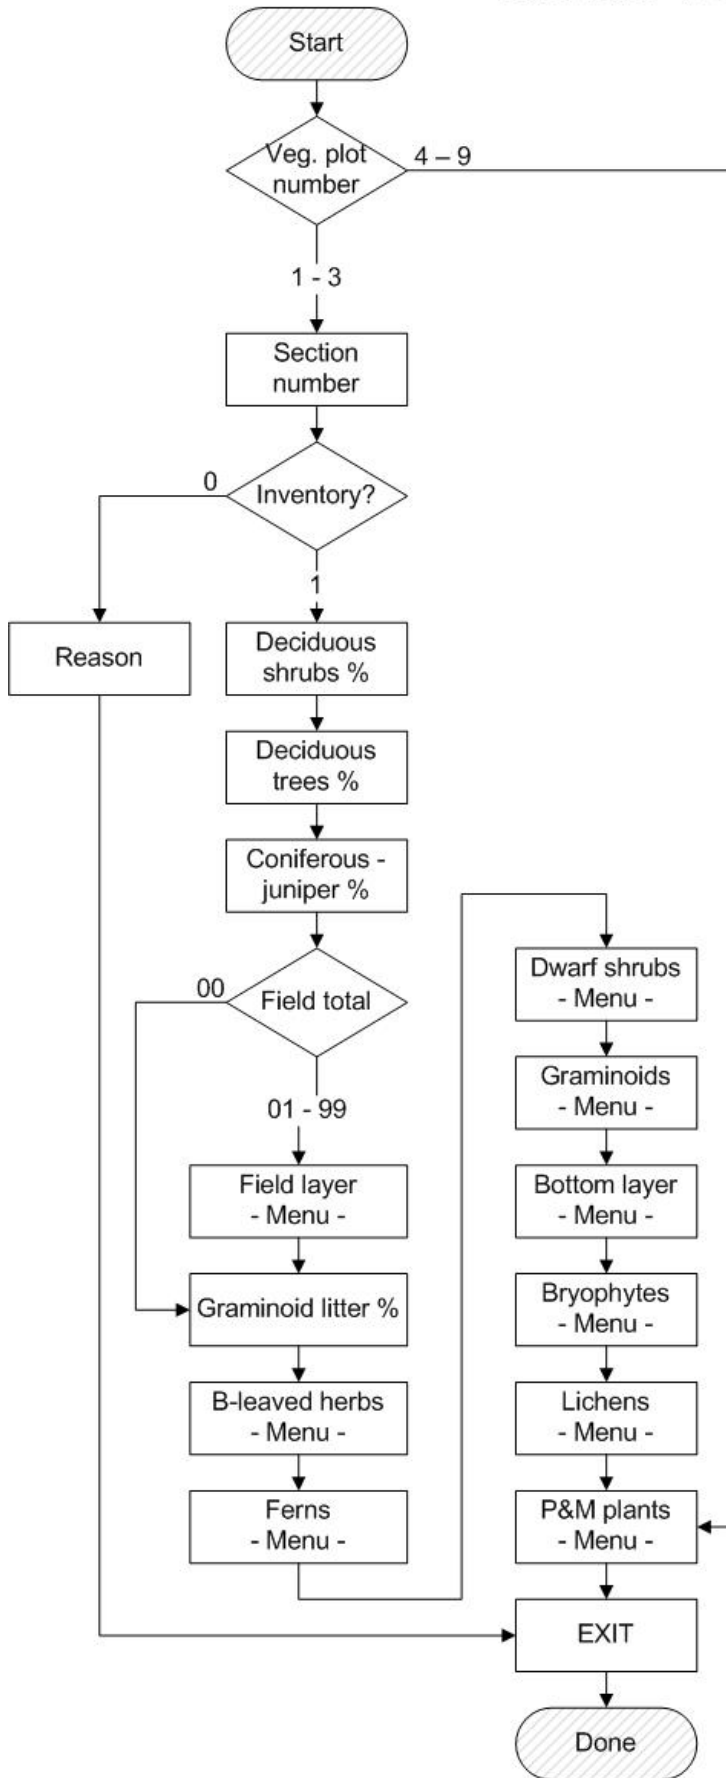 Start
Veg. plot
number
4 – 9
1 - 3
Section
number
Inventory?
0
1
Reason
Deciduous
shrubs %
Deciduous
trees %
Coniferous -
juniper %
Field total
00
01 - 99
Field layer
- Menu -
Graminoid litter %
B-leaved herbs
- Menu -
Ferns
- Menu -
Dwarf shrubs
- Menu -
Graminoids
- Menu -
Bottom layer
- Menu -
Bryophytes
- Menu -
Lichens
- Menu -
P&M plants
- Menu -
EXIT
Done